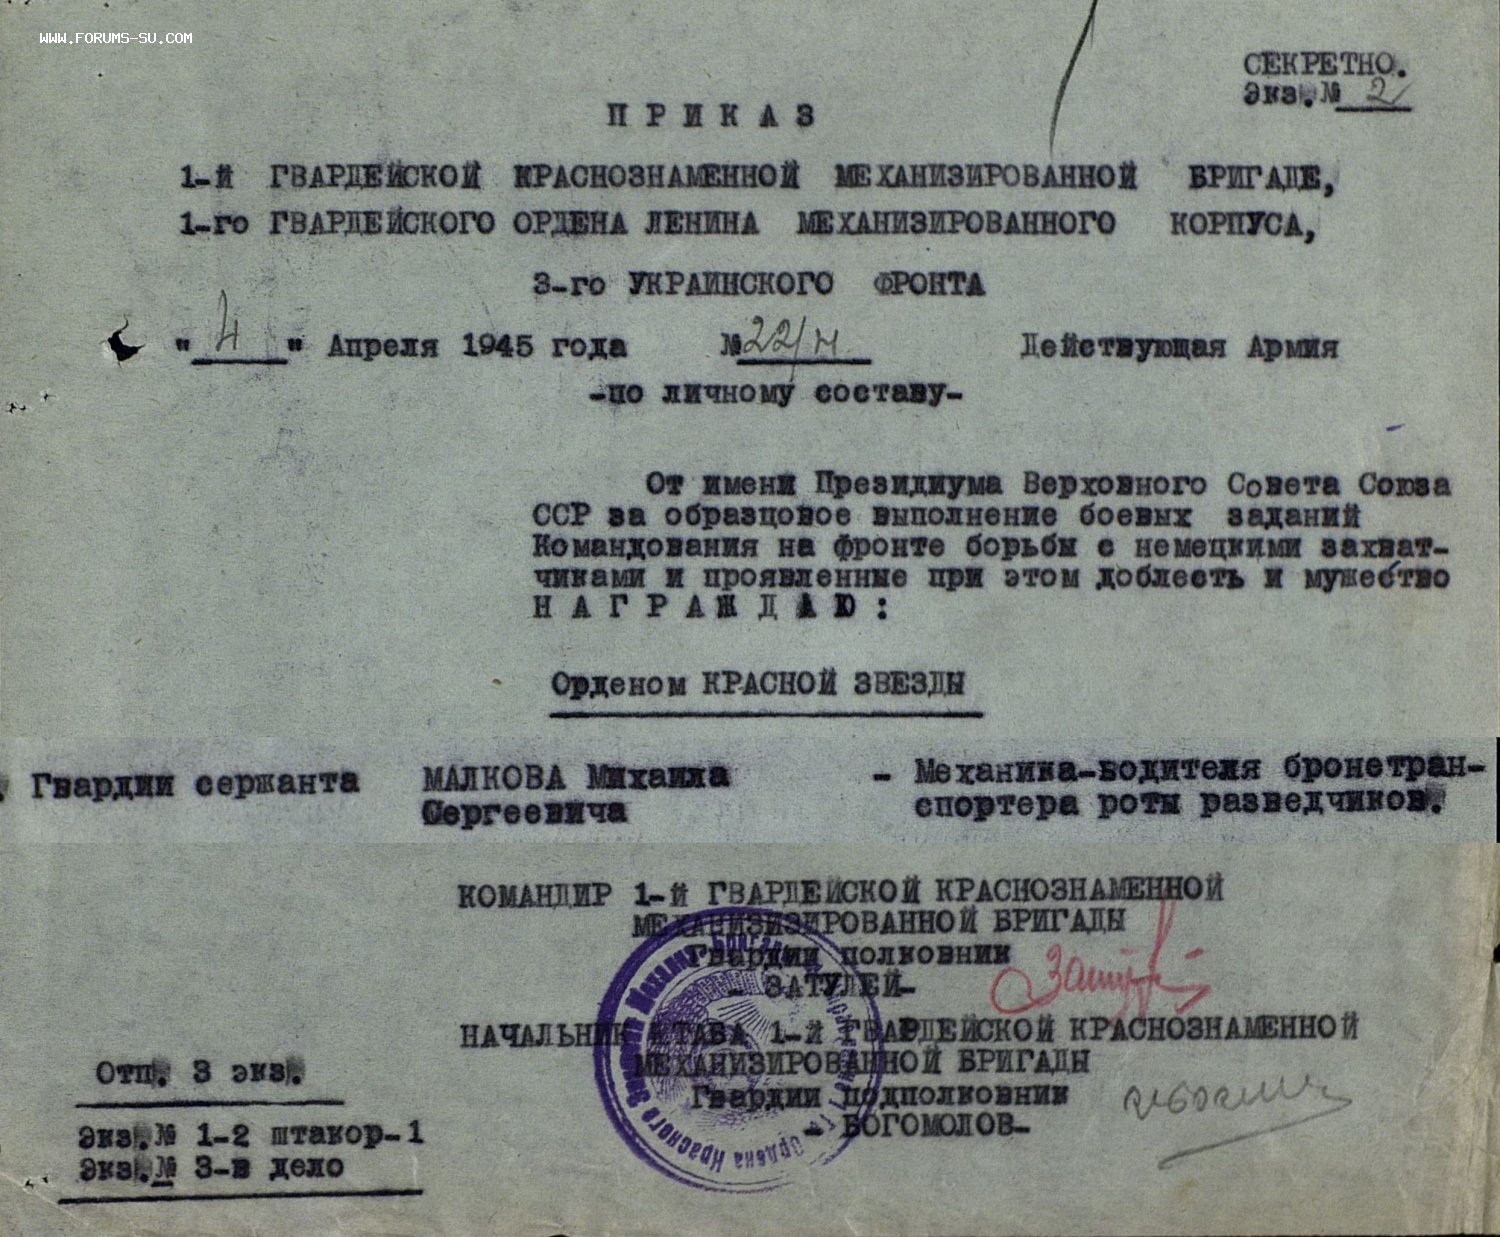 WWW.FORUMS-SU.COM
СЕКРЕТНО.
Экз.№ 2
П Р И К А З
1-й ГВАРДЕЙСКОЙ КРАСНОЗНАМЕННОЙ МЕХАНИЗИРОВАННОЙ БРИГАДЕ,
1-го ГВАРДЕЙСКОГО ОРДЕНА ЛЕНИНА МЕХАНИЗИРОВАННОГО КОРПУСА,
3-го УКРАИНСКОГО ФРОНТА
" 4 " Апреля 1945 года №22/н Действующая Армия
-по личному составу-
От имени Президиума Верховного Совета Союза
ССР за образцовое выполнение боевых заданий
Командования на фронте борьбы с немецкими захват-
чиками и проявленные при этом доблесть и мужество
Н А Г Р А Ж Д А Ю :
Орденом КРАСНОЙ ЗВЕЗДЫ
Гвардии сержанта МАЛКОВА Михаила - Механика-водителя бронетран-
Сергеевича спортера роты разведчиков.
КОМАНДИР 1-й ГВАРДЕЙСКОЙ КРАСНОЗНАМЕННОЙ
МЕХАНИЗИЗИРОВАННОЙ БРИГАДЫ
Гвардии полковник
- ЗАТУЛЕЙ-
НАЧАЛЬНИК ШТАБА 1-й ГВАРДЕЙСКОЙ КРАСНОЗНАМЕННОЙ
МЕХАНИЗИРОВАННОЙ БРИГАДЫ
Гвардии подполковник
- БОГОМОЛОВ-
Отп. 3 экз.
Экз.№ 1-2 штакор-1
Экз.№ 3-в дело